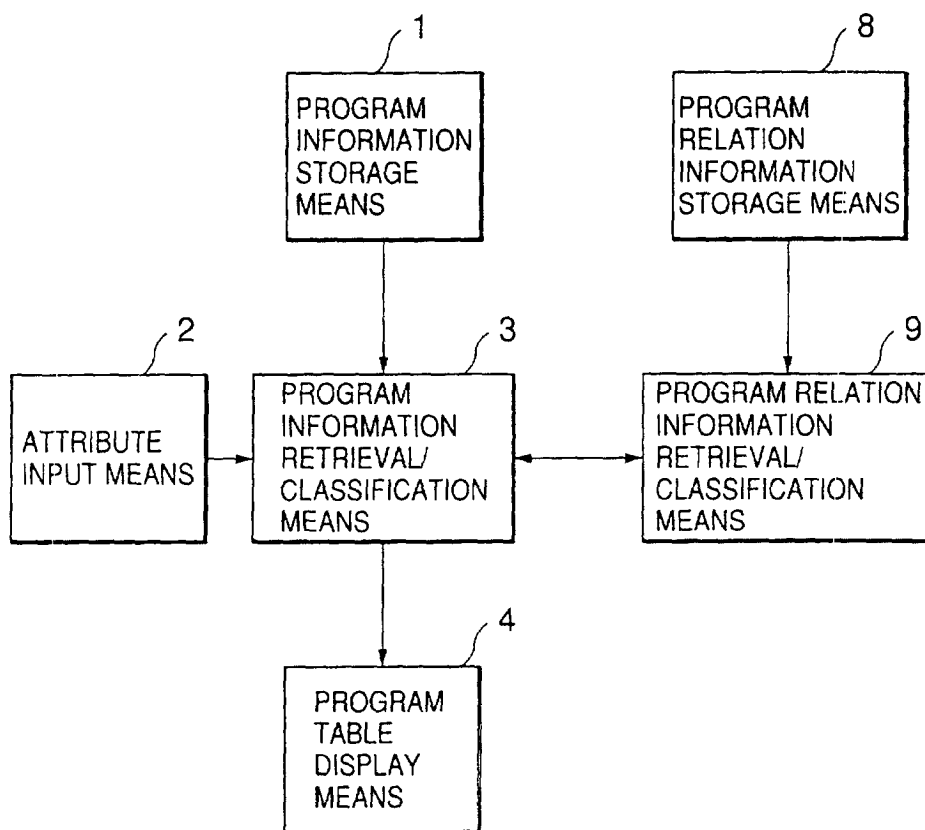 1
PROGRAM
INFORMATION
STORAGE
MEANS
8
PROGRAM
RELATION
INFORMATION
STORAGE MEANS
2
ATTRIBUTE
INPUT MEANS
3
PROGRAM
INFORMATION
RETRIEVAL/
CLASSIFICATION
MEANS
9
PROGRAM RELATION
INFORMATION
RETRIEVAL/
CLASSIFICATION
MEANS
4
PROGRAM
TABLE
DISPLAY
MEANS